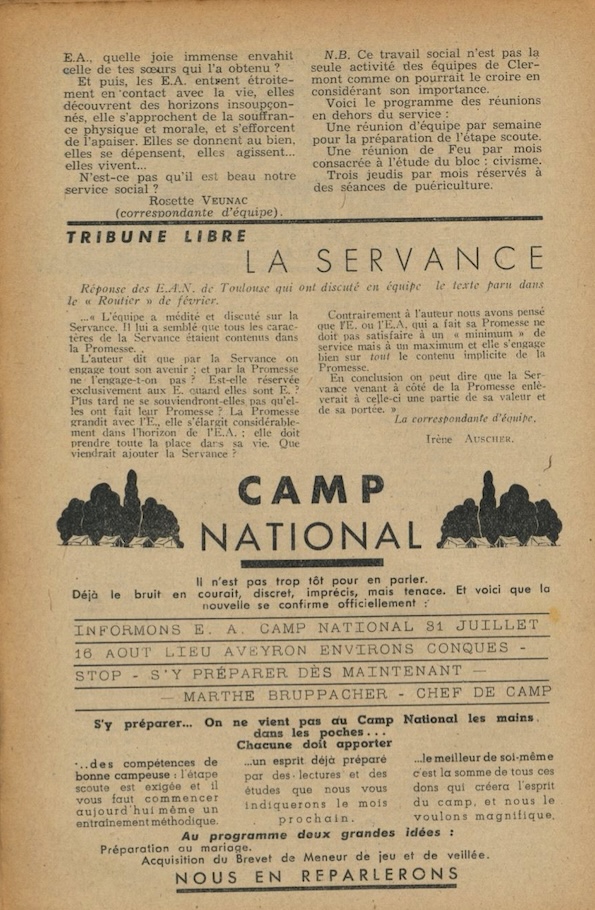 E.A., quelle joie immense envahit
celle de tes sœurs qui l'a obtenu ?
Et puis, les E.A. entrent étroite-
ment en contact avec la vie, elles
découvrent des horizons insoupçon-
nés, elle s'approchent de la souffran-
ce physique et morale, et s'efforcent
de l'apaiser. Elles se donnent au bien,
elles se dépensent, elles agissent...
elles vivent...
N'est-ce pas qu'il est beau notre
service social ?
Rosette VEUNAC
(correspondante d'équipe).
N.B. Ce travail social n'est pas la
seule activité des équipes de Cler-
mont comme on pourrait le croire en
considérant son importance.
Voici le programme des réunions
en dehors du service :
Une réunion d'équipe par semaine
pour la préparation de l'étape scoute.
Une réunion de Feu par mois
consacrée à l'étude du bloc : civisme.
Trois jeudis par mois réservés à
des séances de puériculture.
TRIBUNE LIBRE
LA SERVANCE
Réponse des E.A.N. de Toulouse qui ont discuté en équipe le texte paru dans
le « Routier » de février.
...« L'équipe a médité et discuté sur la
Servance. Il lui a semblé que tous les carac-
tères de la Servance étaient contenus dans
la Promesse. .
L'auteur dit que par la Servance on
engage tout son avenir ; et par la Promesse
ne l'engage-t-on pas ? Est-elle réservée
exclusivement aux E. quand elles sont E. ?
Plus tard ne se souviendront-elles pas qu'el-
les ont fait leur Promesse ? La Promesse
grandit avec l'E., elle s'élargit considérable-
ment dans l'horizon de l'E.A. ; elle doit
prendre toute la place dans sa vie. Que
viendrait ajouter la Servance ?
Contrairement à l'auteur nous avons pensé
que l'E. ou l'E.A. qui a fait sa Promesse ne
doit pas satisfaire à un « minimum » de
service mais à un maximum et elle s'engage
bien sur tout le contenu implicite de la
Promesse.
En conclusion on peut dire que la Ser-
vance venant à côté de la Promesse enlè-
verait à celle-ci une partie de sa valeur et
de sa portée. »
La correspondante d'équipe,
Irène AUSCHER.
CAMP
NATIONAL
Il n'est pas trop tôt pour en parler.
Déjà le bruit en courait, discret, imprécis, mais tenace. Et voici que la
nouvelle se confirme officiellement :
INFORMONS E. A. CAMP NATIONAL 31 JUILLET
16 AOUT LIEU AVEYRON ENVIRONS CONQUES -
STOP - S'Y PRÉPARER DÈS MAINTENANT —
— MARTHE BRUPPACHER - CHEF DE CAMP
S'y préparer... On ne vient pas au Camp National les mains
dans les poches...
Chacune doit apporter
...des compétences de
bonne campeuse : l'étape
scoute est exigée et il
vous faut commencer
aujourd'hui même un
entraînement méthodique.
...un esprit déjà préparé
par des lectures et des
études que nous vous
indiquerons le mois
prochain.
...le meilleur de soi-même
c'est la somme de tous ces
dons qui créera l'esprit
du camp, et nous le
voulons magnifique.
Au programme deux grandes idées :
Préparation au mariage.
Acquisition du Brevet de Meneur de jeu et de veillée.
NOUS EN REPARLERONS